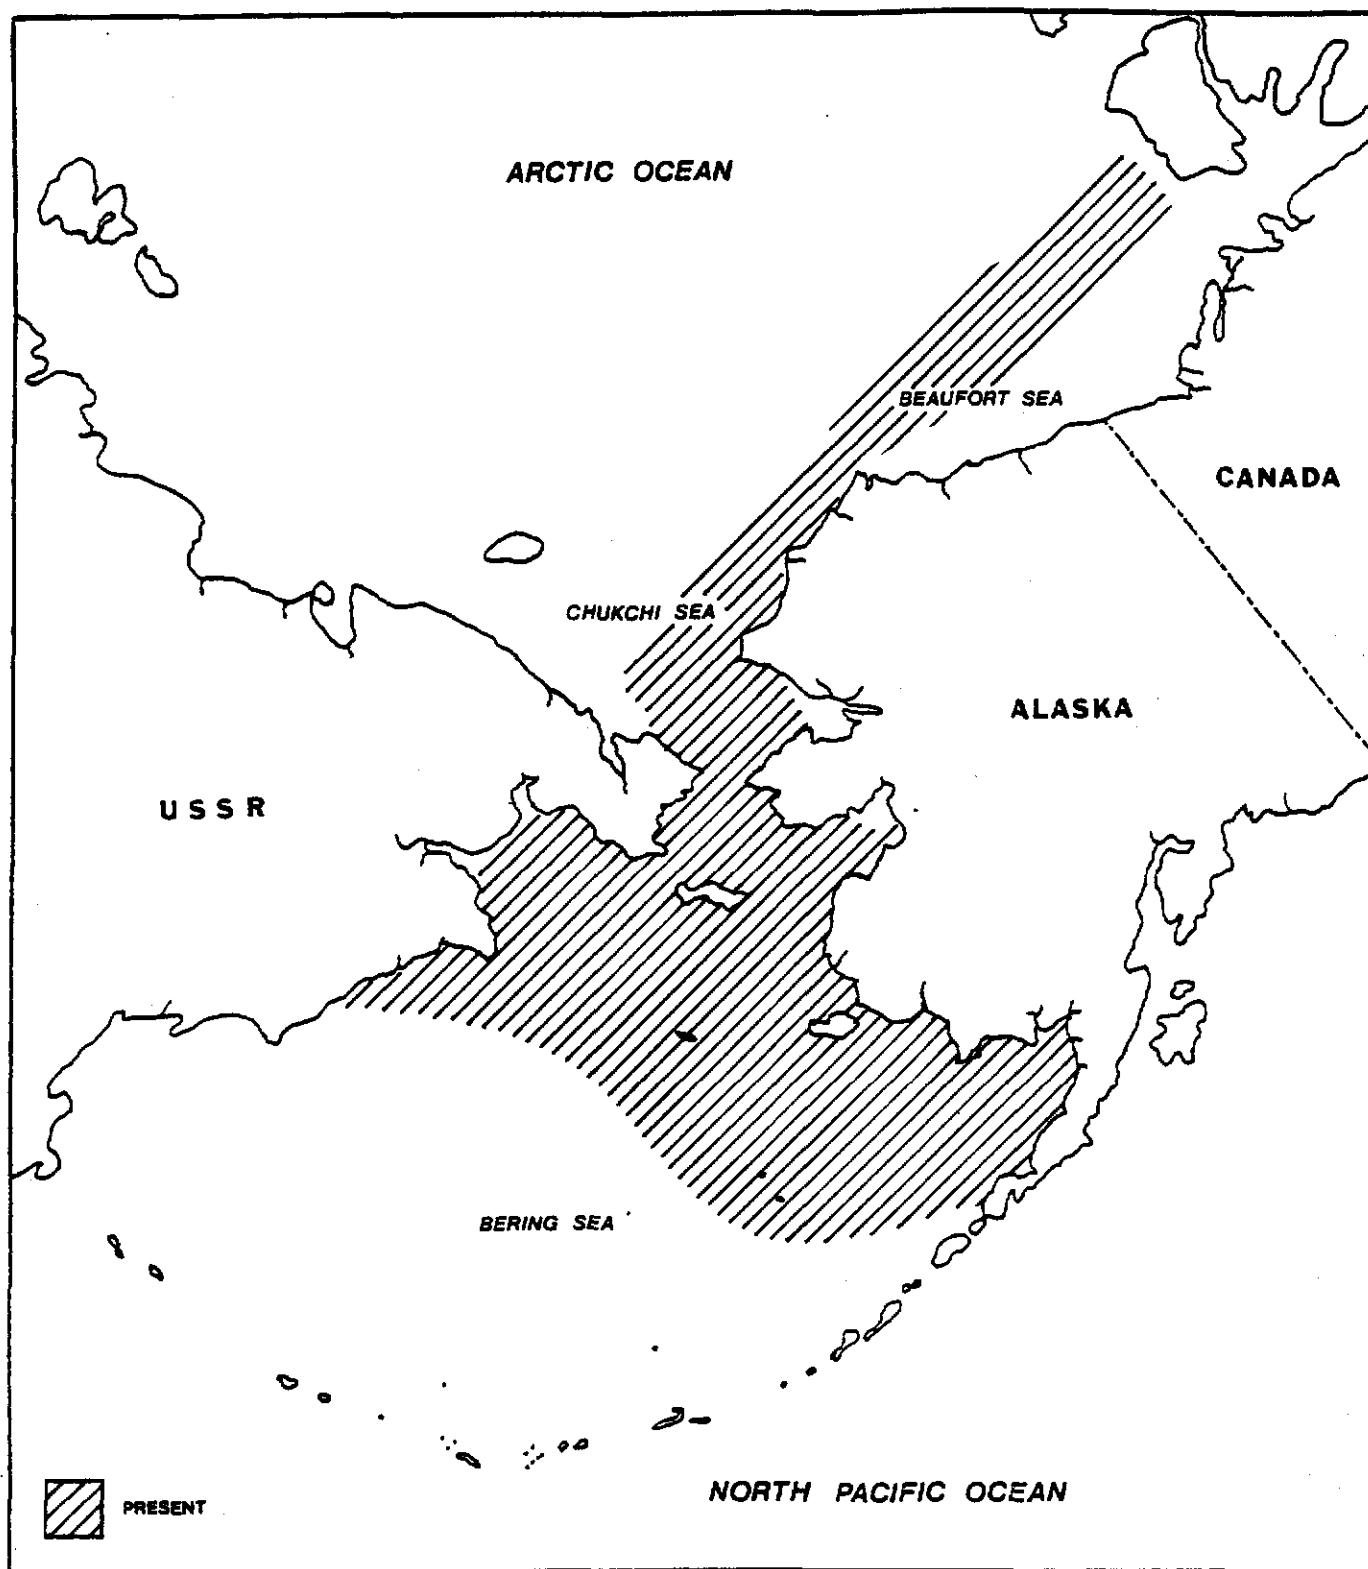 ARCTIC OCEAN
BEAUFORT SEA
CANADA
CHUKCHI SEA
ALASKA
USSR
BERING SEA
NORTH PACIFIC OCEAN
PRESENT